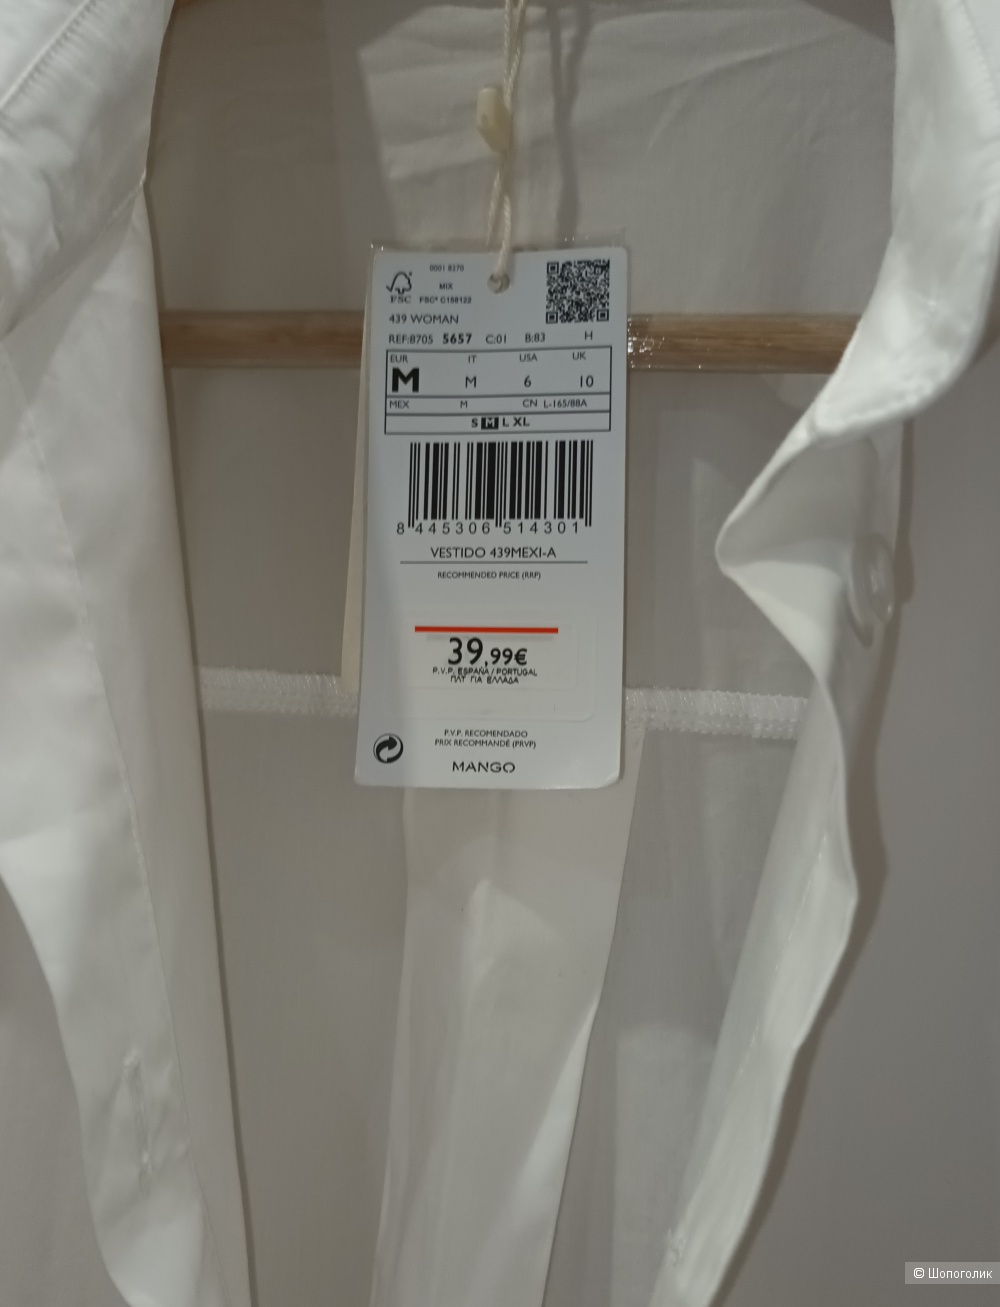 0001 8270
MIX
FSC FSC® C158122
439 WOMAN
REF:8705 5657 C:01 B:83 H
EUR IT USA UK
M M 6 10
MEX M CN L-165/88A
S M L XL
8 445306 514301
VESTIDO 439MEXI-A
RECOMMENDED PRICE (RRP)
39,99€
P.V.P. ESPAÑA / PORTUGAL
ΠΛΤ ΓΙΑ ΕΛΛΑΔΑ
P.V.P. RECOMENDADO
PRIX RECOMMANDÉ (PRVP)
MANGO
© Шопоголик